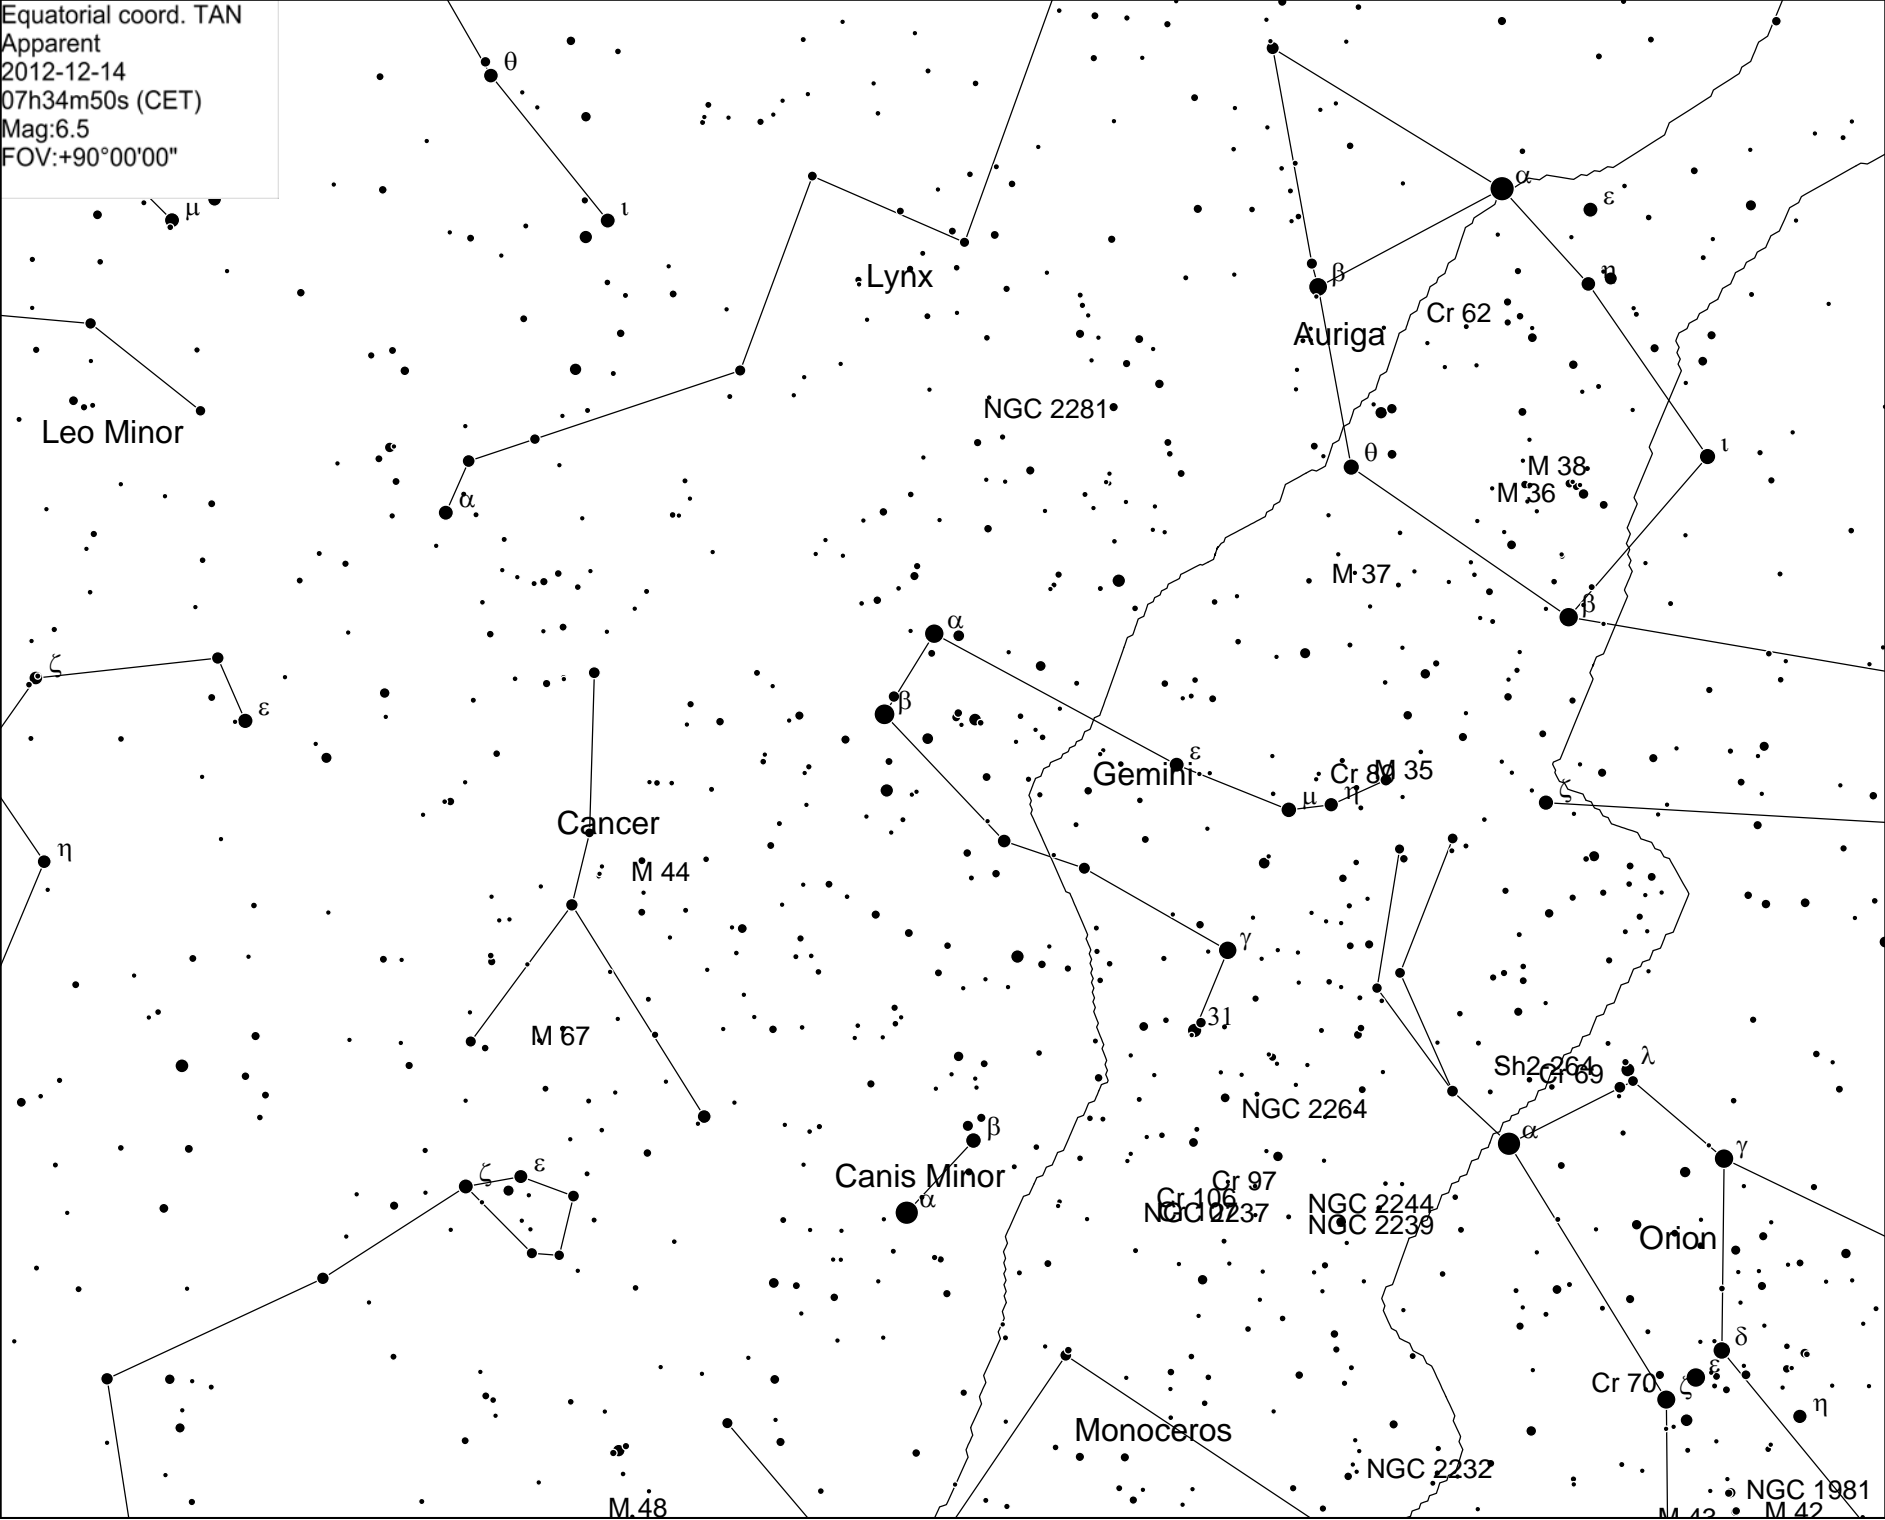 Equatorial coord. TAN
Apparent
2012-12-14
07h34m50s (CET)
Mag:6.5
FOV:+90°00'00"
θ
α
ε
μ
ι
β
η
Lynx
Cr 62
Auriga
NGC 2281
Leo Minor
θ
ι
M 38
M 36
α
M 37
β
α
ζ
β
ε
ε
Gemini
Cr 89
M 35
μ
η
ζ
Cancer
η
M 44
γ
31
M 67
λ
Sh2-264
Cr 69
NGC 2264
β
α
γ
ζ
ε
Canis Minor
α
Cr 97
Cr 106
NGC 2237
Cr 107
NGC 2244
NGC 2239
Orion
δ
ε
Cr 70
ζ
η
Monoceros
NGC 2232
NGC 1981
M 48
M 43
M 42